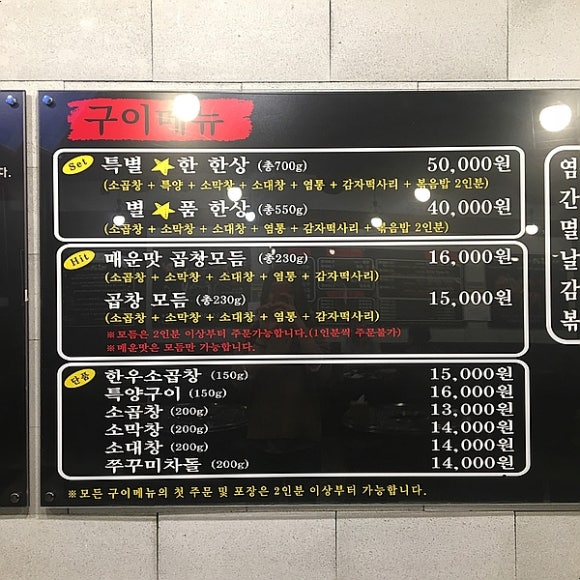 구이메뉴
Set 특별★한 한상 (총700g) 50,000원
(소곱창 + 특양 + 소막창 + 소대창 + 염통 + 감자떡사리 + 볶음밥 2인분)
별★품 한상 (총550g) 40,000원
(소곱창 + 소막창 + 소대창 + 염통 + 감자떡사리 + 볶음밥 2인분)
Hit 매운맛 곱창모듬 (총230g) 16,000원
(소곱창 + 소막창 + 소대창 + 염통 + 감자떡사리)
곱창 모듬 (총230g) 15,000원
(소곱창 + 소막창 + 소대창 + 염통 + 감자떡사리)
※모듬은 2인분 이상부터 주문가능합니다.(1인분씩 주문불가)
※매운맛은 모듬만 가능합니다.
단품 한우소곱창 (150g) 15,000원
특양구이 (150g) 16,000원
소곱창 (200g) 13,000원
소막창 (200g) 14,000원
소대창 (200g) 14,000원
쭈꾸미차돌 (200g) 14,000원
※모든 구이메뉴의 첫 주문 및 포장은 2인분 이상부터 가능합니다.
다.
염
간
멸
날
감
볶